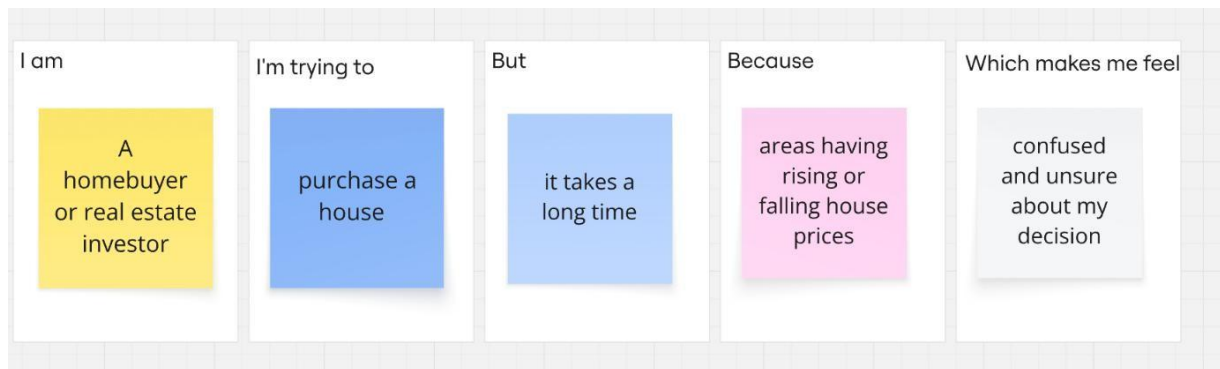 I am
A
homebuyer
or real estate
investor
I'm trying to
purchase a
house
But
it takes a
long time
Because
areas having
rising or
falling house
prices
Which makes me feel
confused
and unsure
about my
decision